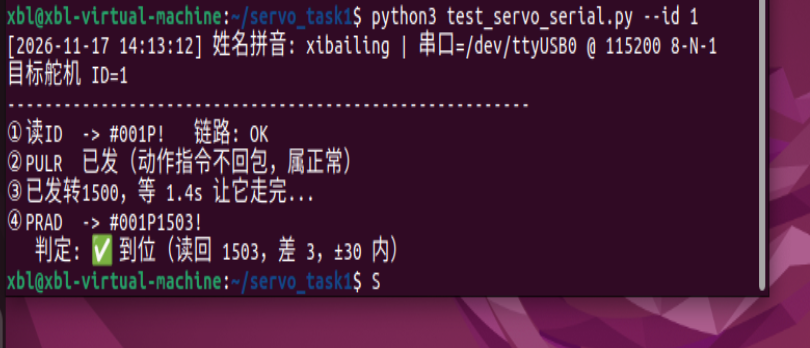 xbl@xbl-virtual-machine:~/servo_task1$ python3 test_servo_serial.py --id 1
[2026-11-17 14:13:12] 姓名拼音: xibailing | 串口=/dev/ttyUSB0 @ 115200 8-N-1
目标舵机 ID=1
--------------------------------------------------------
①读ID -> #001P! 链路: OK
②PULR 已发（动作指令不回包，属正常）
③已发转1500，等 1.4s 让它走完...
④PRAD -> #001P1503!
判定: ✅ 到位（读回 1503，差 3，±30 内）
xbl@xbl-virtual-machine:~/servo_task1$ S